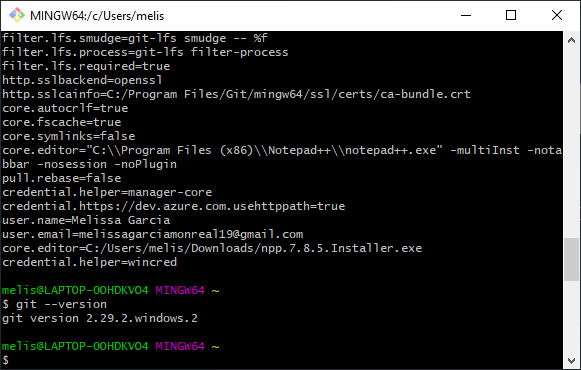 MINGW64:/c/Users/melis
filter.lfs.smudge=git-lfs smudge -- %f
filter.lfs.process=git-lfs filter-process
filter.lfs.required=true
http.sslbackend=openssl
http.sslcainfo=C:/Program Files/Git/mingw64/ssl/certs/ca-bundle.crt
core.autocrlf=true
core.fscache=true
core.symlinks=false
core.editor="C:\\Program Files (x86)\\Notepad++\\notepad++.exe" -multiInst -nota
bbar -nosession -noPlugin
pull.rebase=false
credential.helper=manager-core
credential.https://dev.azure.com.usehttppath=true
user.name=Melissa Garcia
user.email=melissagarciamonreal19@gmail.com
core.editor=C:/Users/melis/Downloads/npp.7.8.5.Installer.exe
credential.helper=wincred
melis@LAPTOP-OOHDKVO4 MINGW64 ~
$ git --version
git version 2.29.2.windows.2
melis@LAPTOP-OOHDKVO4 MINGW64 ~
$